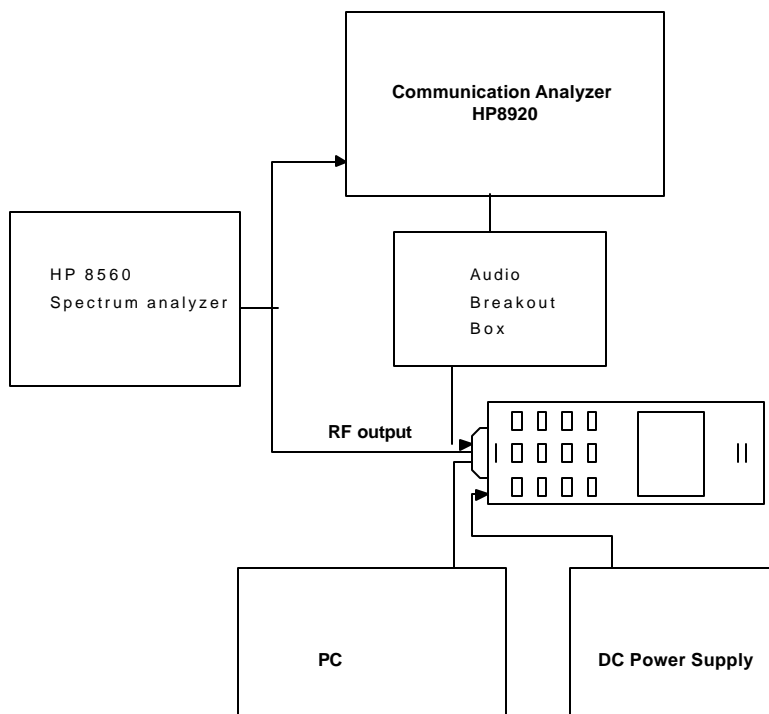 Communication Analyzer
HP8920
HP 8560
Spectrum analyzer
Audio
Breakout
Box
RF output
PC
DC Power Supply